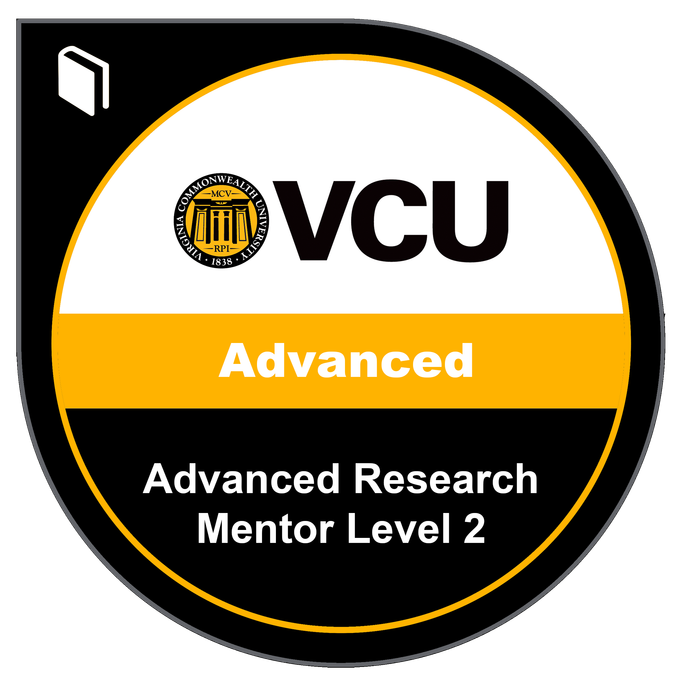 VIRGINIA COMMONWEALTH UNIVERSITY
MCV
RPI
· 1838 ·
VCU
Advanced
Advanced Research
Mentor Level 2